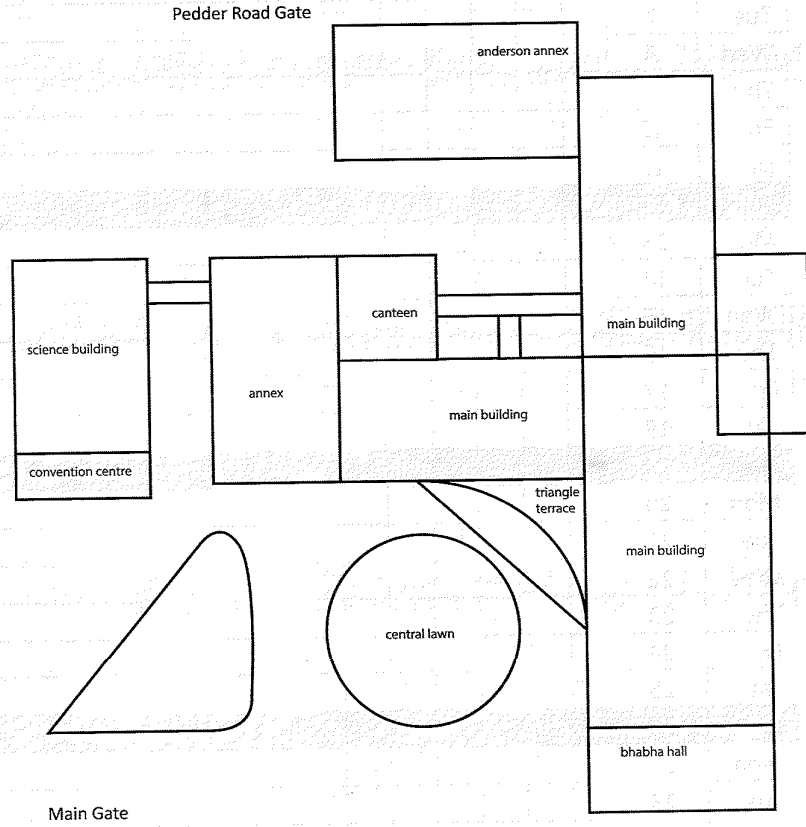 Pedder Road Gate
anderson annex
canteen
main building
science building
annex
main building
convention centre
triangle
terrace
main building
central lawn
bhabha hall
Main Gate